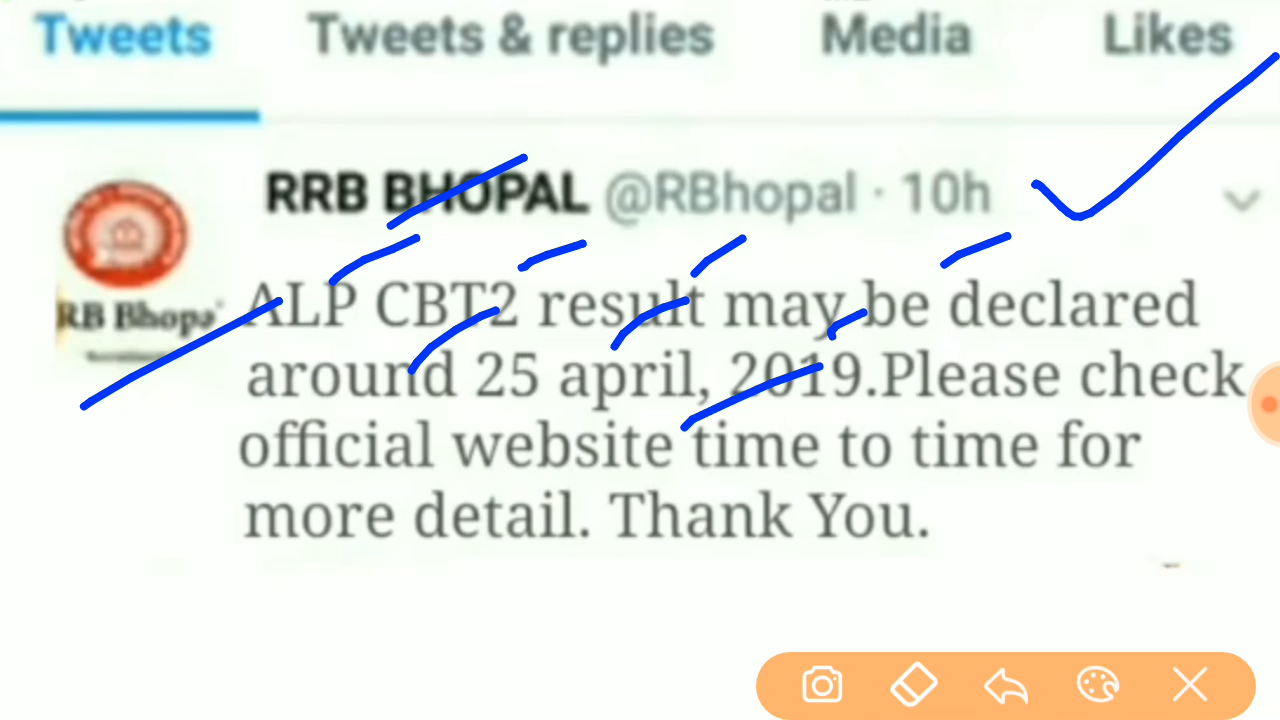 Tweets Tweets & replies Media Likes
RRB BHOPAL @RBhopal · 10h
RB Bhopa
ALP CBT2 result may be declared
around 25 april, 2019.Please check
official website time to time for
more detail. Thank You.